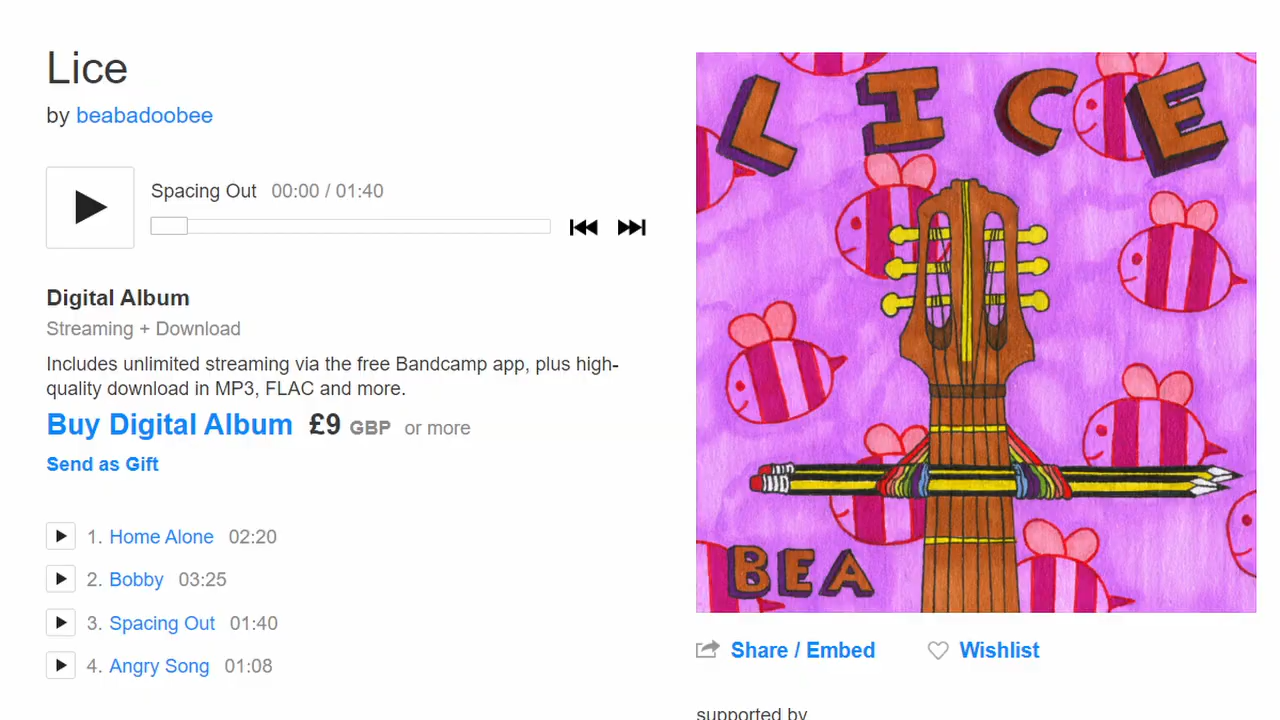 Lice
by beabadoobee
Spacing Out 00:00 / 01:40
Digital Album
Streaming + Download
Includes unlimited streaming via the free Bandcamp app, plus high-
quality download in MP3, FLAC and more.
Buy Digital Album £9 GBP or more
Send as Gift
1. Home Alone 02:20
2. Bobby 03:25
3. Spacing Out 01:40
4. Angry Song 01:08
LICE
BEA
Share / Embed Wishlist
supported by